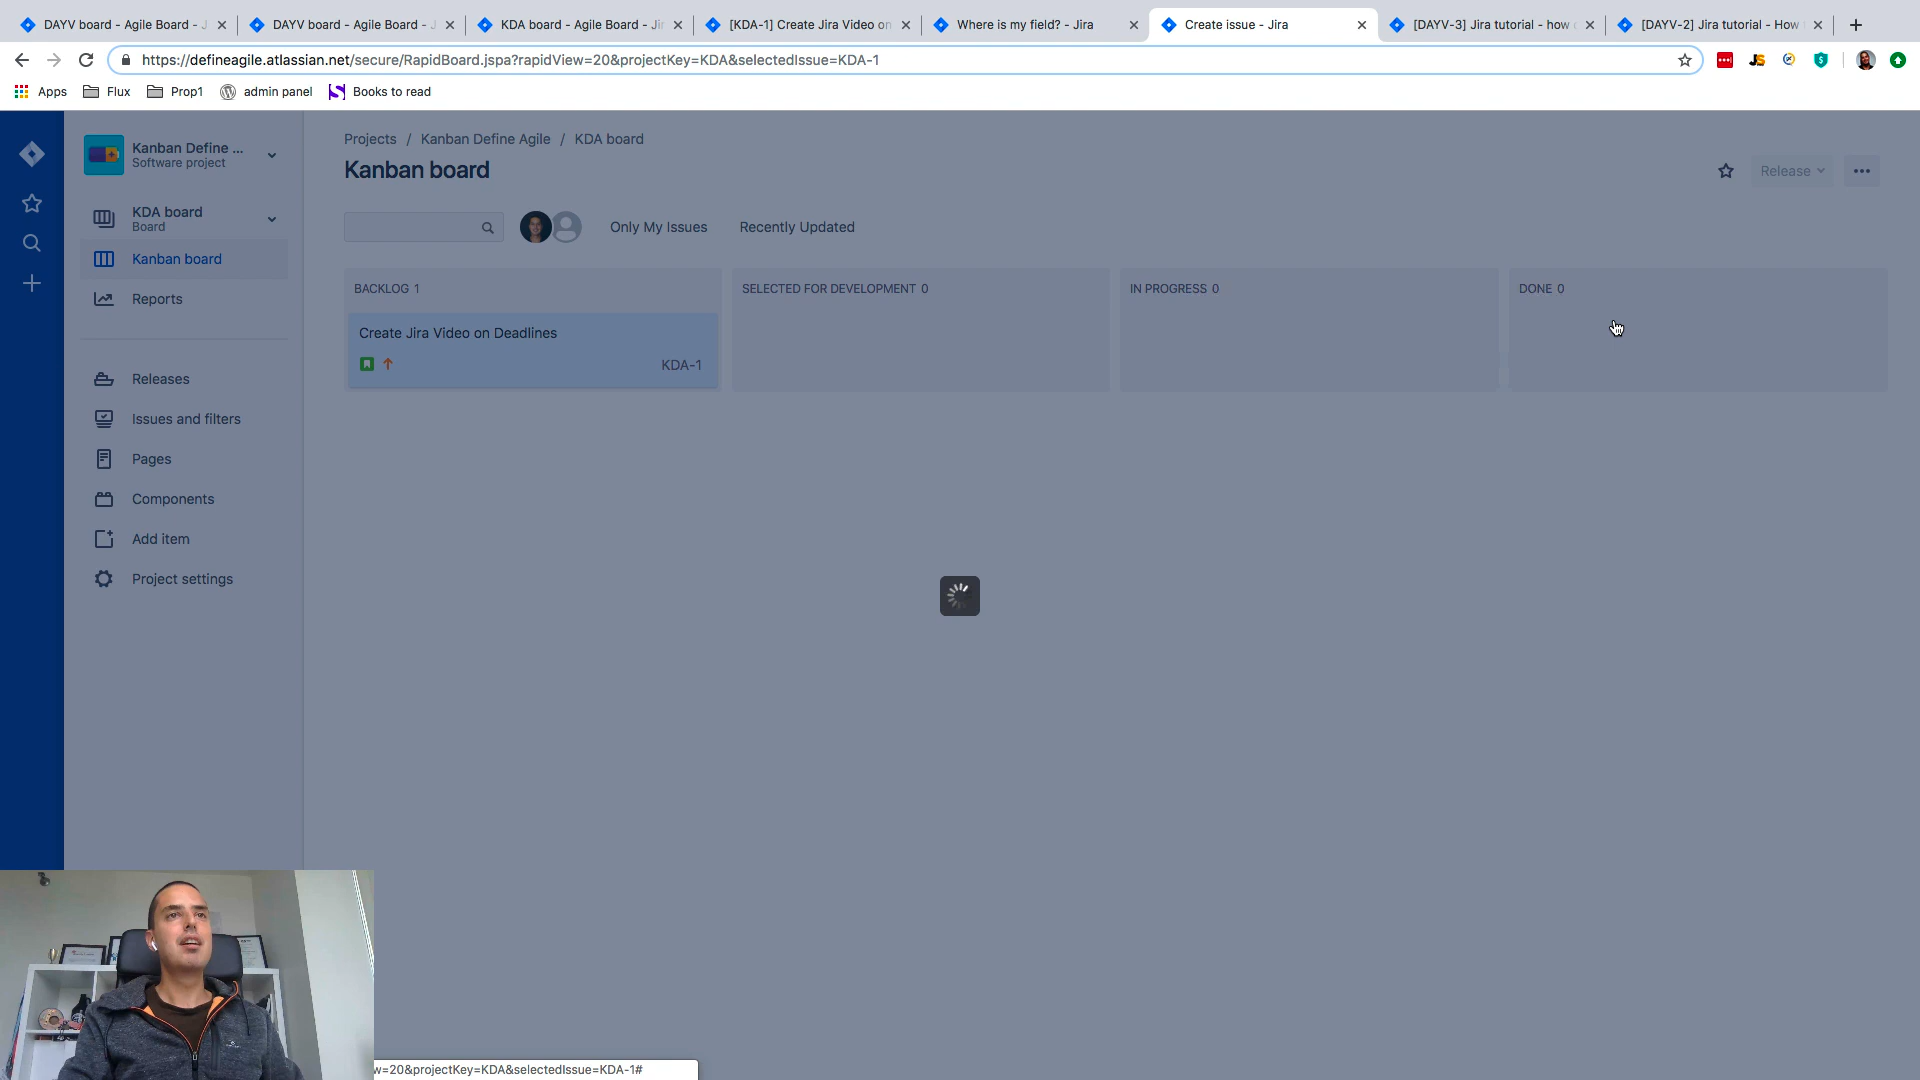 DAYV board - Agile Board - J
DAYV board - Agile Board - J
KDA board - Agile Board - Jir
[KDA-1] Create Jira Video on
Where is my field? - Jira
Create issue - Jira
[DAYV-3] Jira tutorial - how
[DAYV-2] Jira tutorial - How
https://defineagile.atlassian.net/secure/RapidBoard.jspa?rapidView=20&projectKey=KDA&selectedIssue=KDA-1
Apps
Flux
Prop1
admin panel
Books to read
Kanban Define ...
Software project
KDA board
Board
Kanban board
Reports
Releases
Issues and filters
Pages
Components
Add item
Project settings
Projects / Kanban Define Agile / KDA board
Kanban board
Release
Only My Issues
Recently Updated
BACKLOG 1
SELECTED FOR DEVELOPMENT 0
IN PROGRESS 0
DONE 0
Create Jira Video on Deadlines
KDA-1
w=20&projectKey=KDA&selectedIssue=KDA-1#